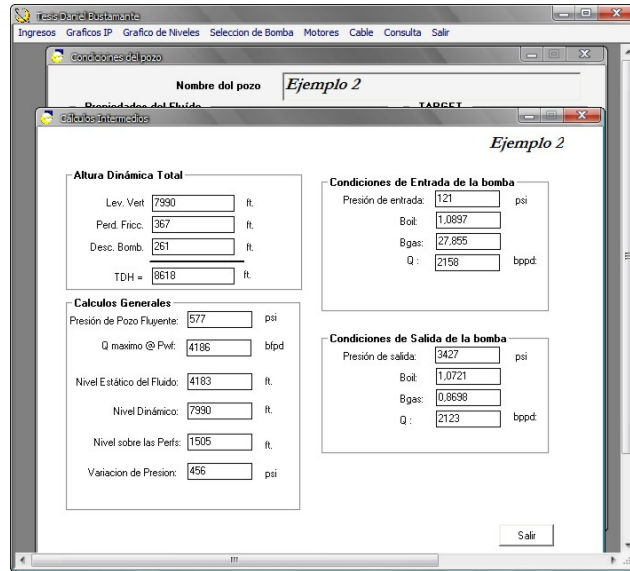 Tesis Daniel Bustamante
Ingresos Graficos IP Grafico de Niveles Seleccion de Bomba Motores Cable Consulta Salir
Condiciones del pozo
Nombre del pozo Ejemplo 2
Propiedades del Fluído TARGET
Cálculos Intermedios
Ejemplo 2
Altura Dinámica Total
Lev. Vert 7990 ft.
Perd. Fricc. 367 ft.
Desc. Bomb. 261 ft.
TDH = 8618 ft.
Calculos Generales
Presión de Pozo Fluyente: 577 psi
Q maximo @ Pwf: 4186 bfpd
Nivel Estático del Fluido: 4183 ft.
Nivel Dinámico: 7990 ft.
Nivel sobre las Perfs: 1505 ft.
Variacion de Presion: 456 psi
Condiciones de Entrada de la bomba
Presión de entrada: 121 psi
Boil: 1,0897
Bgas: 27,855
Q : 2158 bppd:
Condiciones de Salida de la bomba
Presión de salida: 3427 psi
Boil: 1,0721
Bgas: 0,8698
Q : 2123 bppd:
Salir